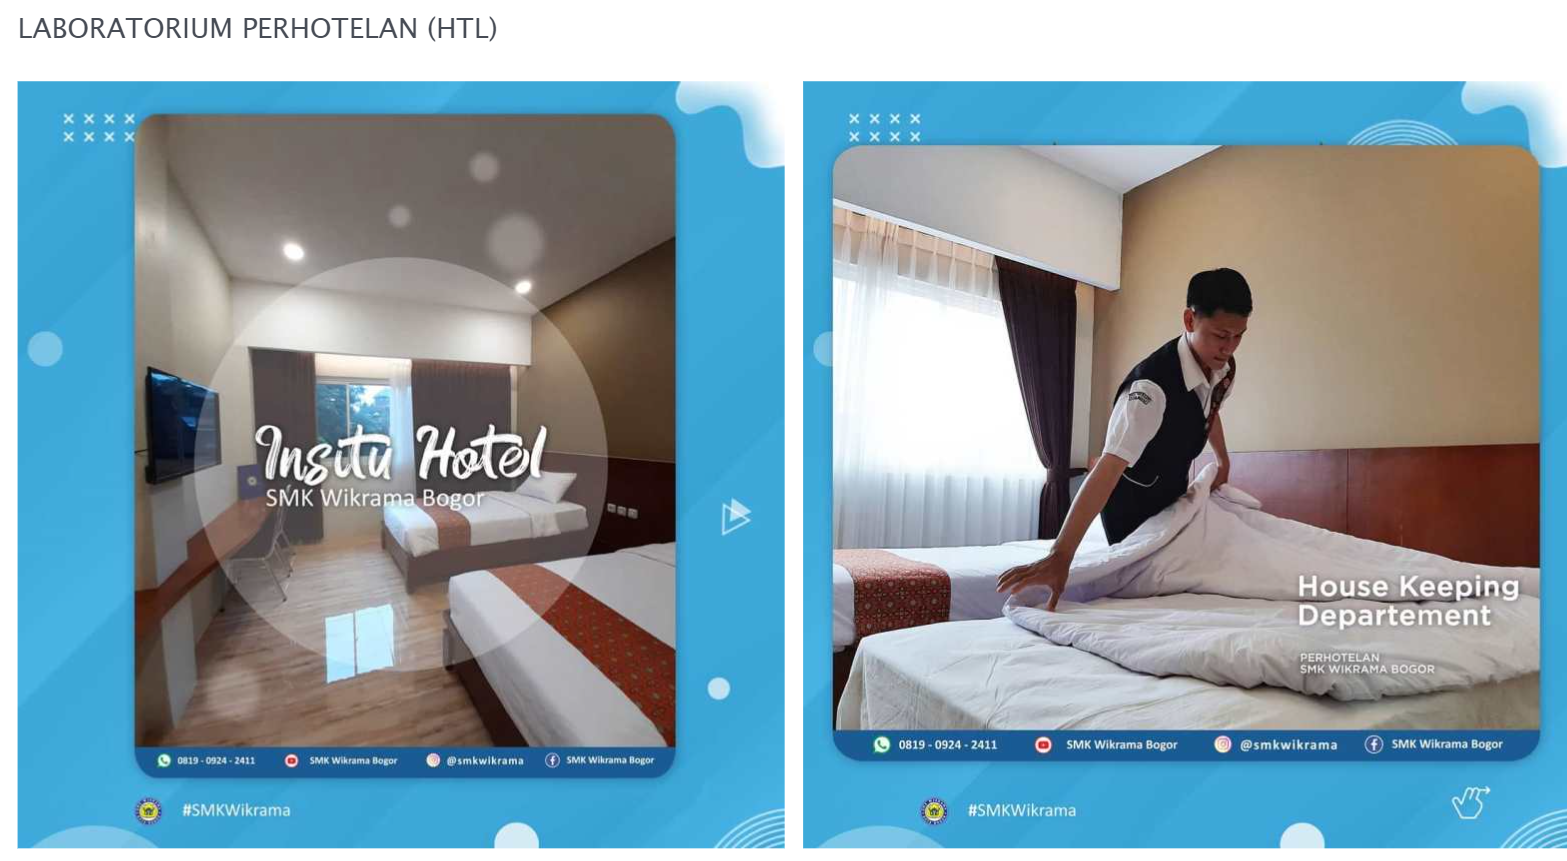 LABORATORIUM PERHOTELAN (HTL)
Insitu Hotel
SMK Wikrama Bogor
0819 - 0924 - 2411 SMK Wikrama Bogor @smkwikrama SMK Wikrama Bogor
#SMKWikrama
House Keeping
Departement
PERHOTELAN
SMK WIKRAMA BOGOR
0819 - 0924 - 2411 SMK Wikrama Bogor @smkwikrama SMK Wikrama Bogor
#SMKWikrama